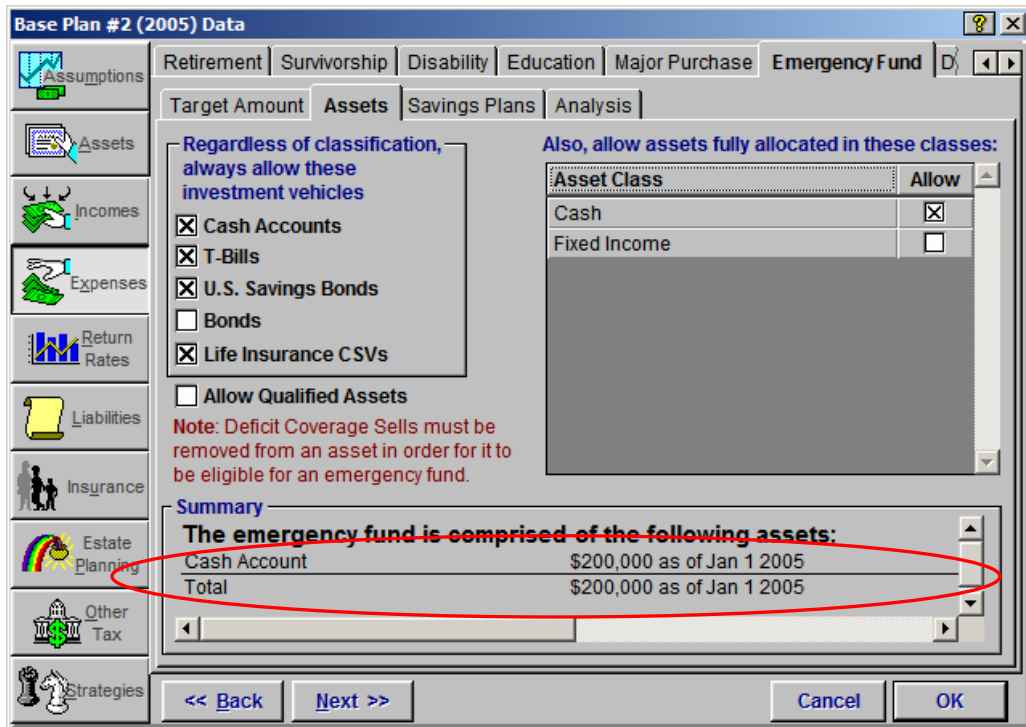 Base Plan #2 (2005) Data
Assumptions
Assets
Incomes
Expenses
Return
Rates
Liabilities
Insurance
Estate
Planning
Other
Tax
Strategies
Retirement Survivorship Disability Education Major Purchase Emergency Fund D
Target Amount Assets Savings Plans Analysis
Regardless of classification,
always allow these
investment vehicles
Cash Accounts
T-Bills
U.S. Savings Bonds
Bonds
Life Insurance CSVs
Allow Qualified Assets
Note: Deficit Coverage Sells must be
removed from an asset in order for it to
be eligible for an emergency fund.
Also, allow assets fully allocated in these classes:
Asset Class Allow
Cash
Fixed Income
Summary
The emergency fund is comprised of the following assets:
Cash Account $200,000 as of Jan 1 2005
Total $200,000 as of Jan 1 2005
<< Back Next >> Cancel OK